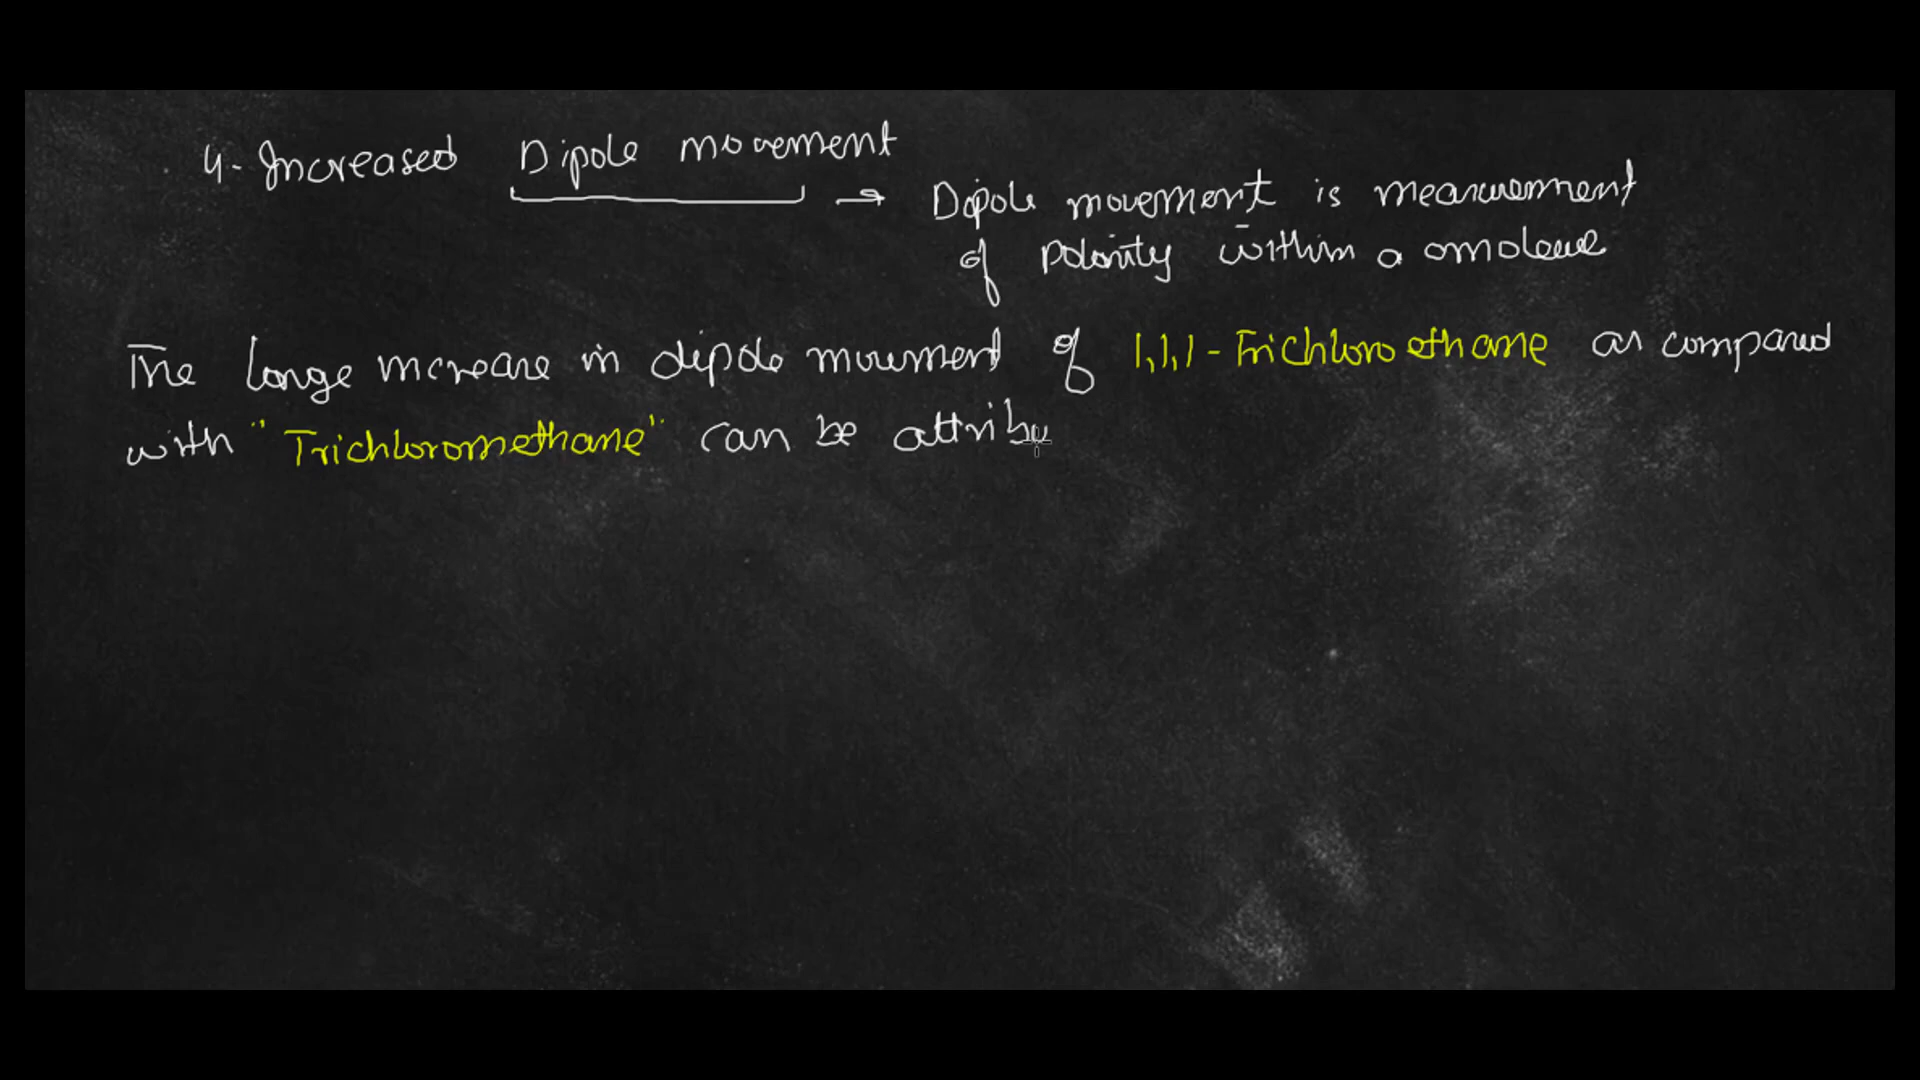 4- Increased Dipole movement
→ Dipole movement is measurement
of polarity within a omolecule
The large increase in dipole movement of 1,1,1-Trichloroethane as compared
with "Trichloromethane" can be attribu